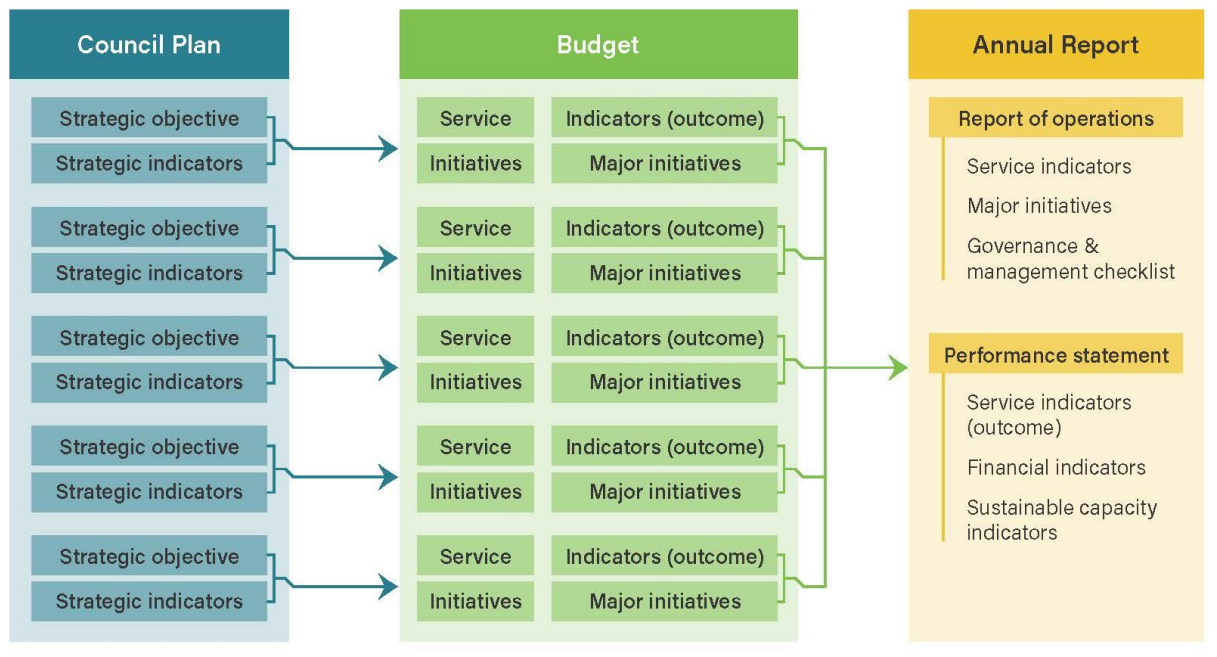 Council Plan
Strategic objective
Strategic indicators
Strategic objective
Strategic indicators
Strategic objective
Strategic indicators
Strategic objective
Strategic indicators
Strategic objective
Strategic indicators
Budget
Service
Indicators (outcome)
Initiatives
Major initiatives
Service
Indicators (outcome)
Initiatives
Major initiatives
Service
Indicators (outcome)
Initiatives
Major initiatives
Service
Indicators (outcome)
Initiatives
Major initiatives
Service
Indicators (outcome)
Initiatives
Major initiatives
Annual Report
Report of operations
Service indicators
Major initiatives
Governance &
management checklist
Performance statement
Service indicators
(outcome)
Financial indicators
Sustainable capacity
indicators